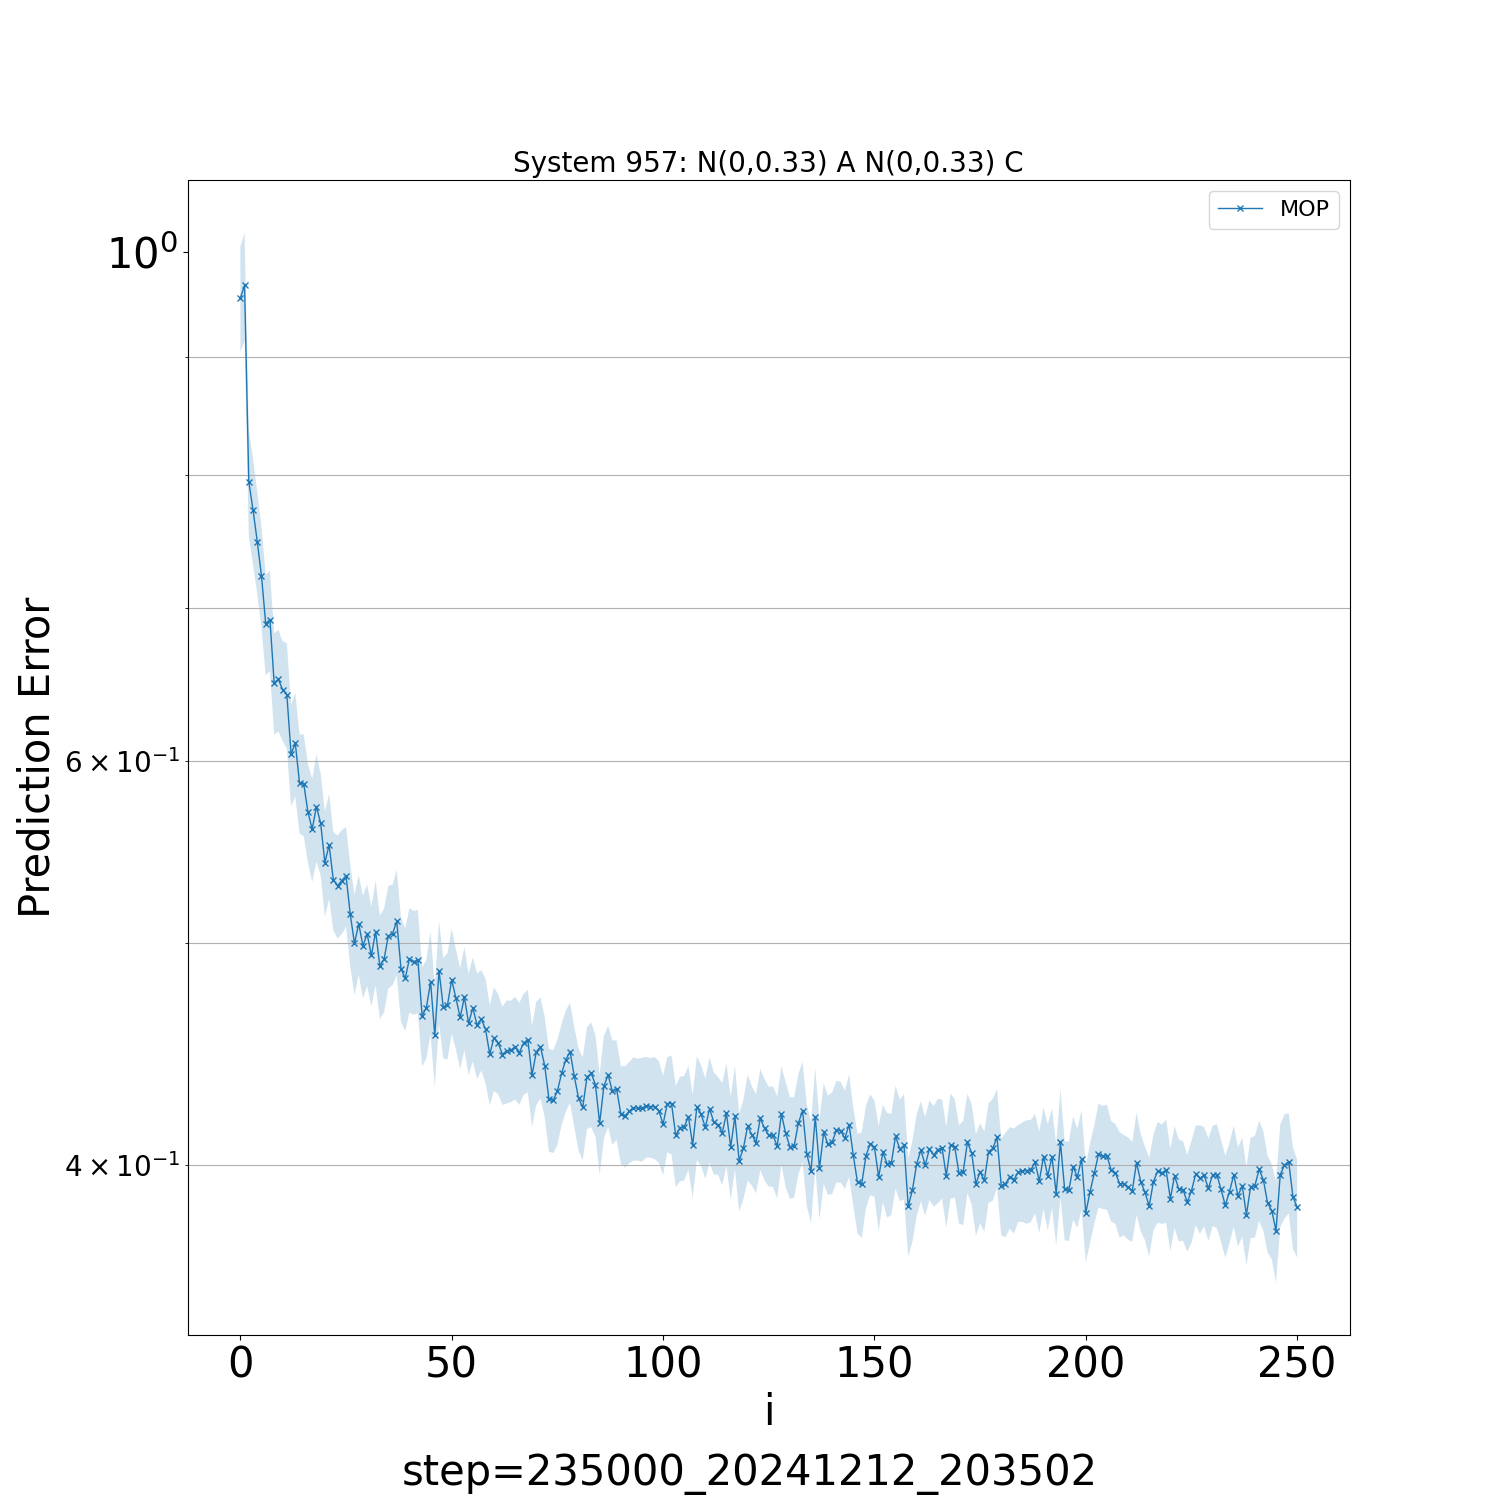 System 957: N(0,0.33) A N(0,0.33) C
MOP
10⁰
6 × 10⁻¹
4 × 10⁻¹
Prediction Error
0 50 100 150 200 250
i
step=235000_20241212_203502